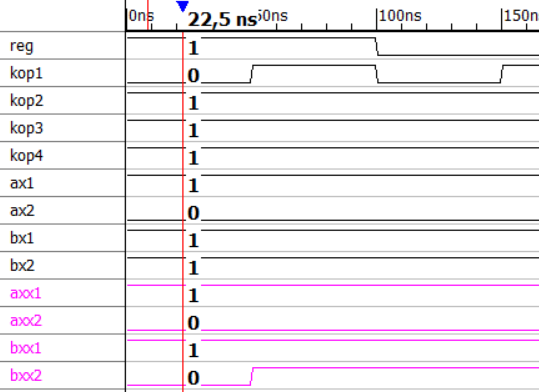 0ns 22,5 ns 50ns 100ns 150n
reg 1
kop1 0
kop2 1
kop3 1
kop4 1
ax1 1
ax2 0
bx1 1
bx2 1
axx1 1
axx2 0
bxx1 1
bxx2 0